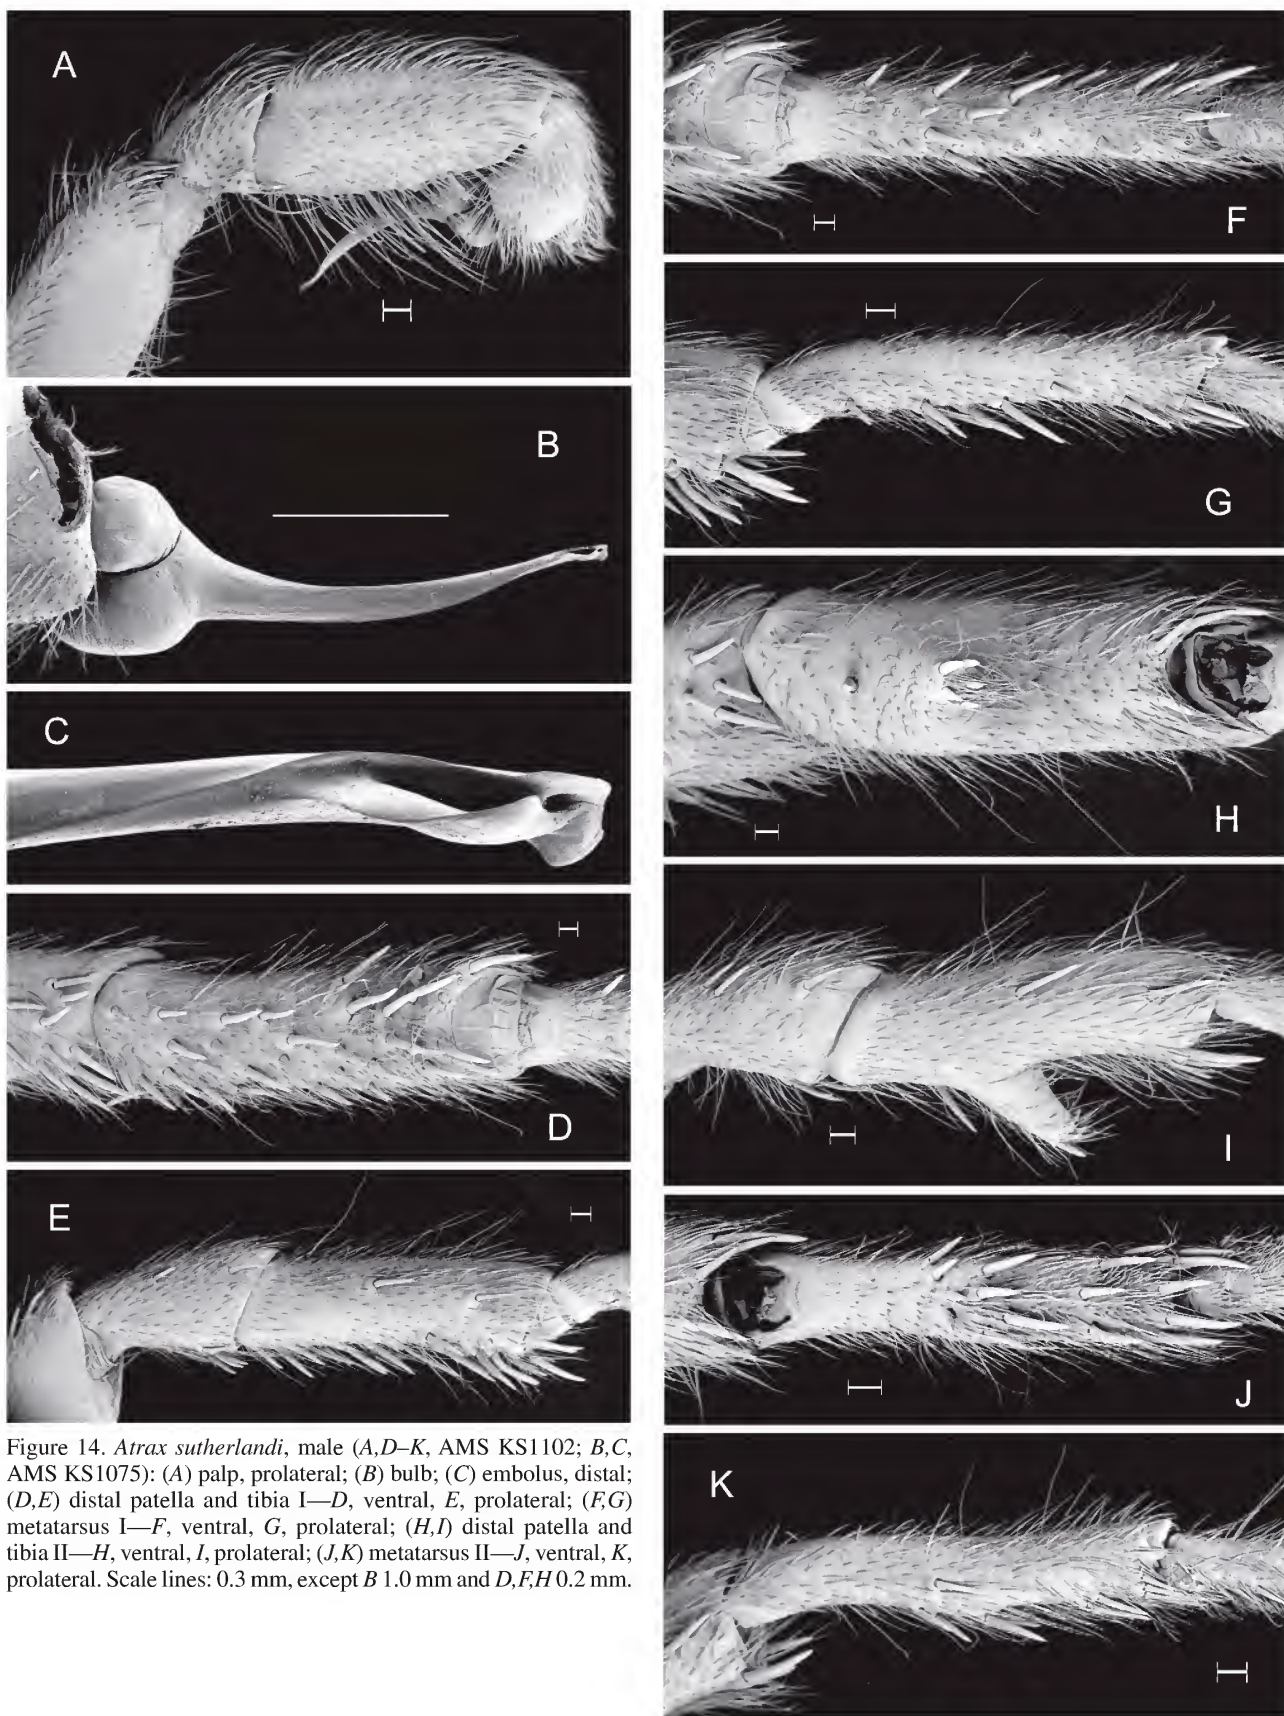 A
B
C
D
E
Figure 14. Atrax sutherlandi, male (A,D–K, AMS KS1102; B,C,
AMS KS1075): (A) palp, prolateral; (B) bulb; (C) embolus, distal;
(D,E) distal patella and tibia I—D, ventral, E, prolateral; (F,G)
metatarsus I—F, ventral, G, prolateral; (H,I) distal patella and
tibia II—H, ventral, I, prolateral; (J,K) metatarsus II—J, ventral, K,
prolateral. Scale lines: 0.3 mm, except B 1.0 mm and D,F,H 0.2 mm.
F
G
H
I
J
K